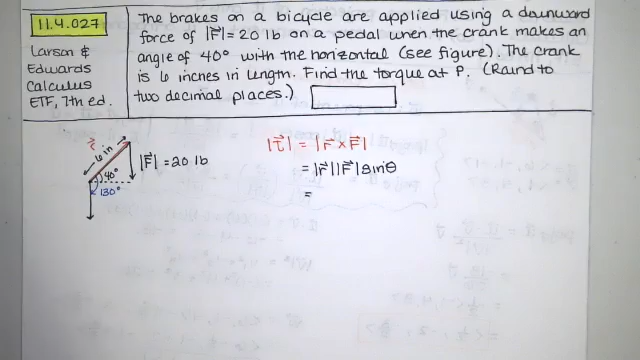 11.4.027
Larson &
Edwards
Calculus
ETF, 7th ed.
The brakes on a bicycle are applied using a downward
force of |F⃗| = 20 lb on a pedal when the crank makes an
angle of 40° with the horizontal (see figure). The crank
is 6 inches in length. Find the torque at P. (Round to
two decimal places.)
r⃗
6 in
40°
130°
|F⃗| = 20 lb
|τ⃗| = |r⃗ × F⃗|
= |r⃗||F⃗| sinθ
=